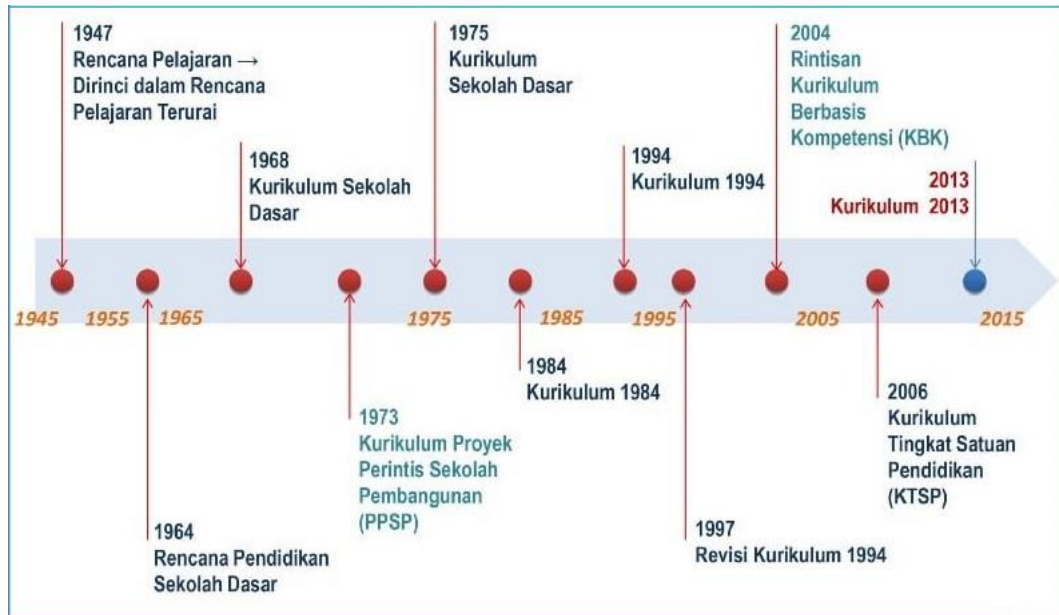 1947
Rencana Pelajaran →
Dirinci dalam Rencana
Pelajaran Terurai
1968
Kurikulum Sekolah
Dasar
1975
Kurikulum
Sekolah Dasar
1994
Kurikulum 1994
2004
Rintisan
Kurikulum
Berbasis
Kompetensi (KBK)
2013
Kurikulum 2013
1945
1955
1965
1975
1985
1995
2005
2015
1964
Rencana Pendidikan
Sekolah Dasar
1973
Kurikulum Proyek
Perintis Sekolah
Pembangunan
(PPSP)
1984
Kurikulum 1984
1997
Revisi Kurikulum 1994
2006
Kurikulum
Tingkat Satuan
Pendidikan
(KTSP)